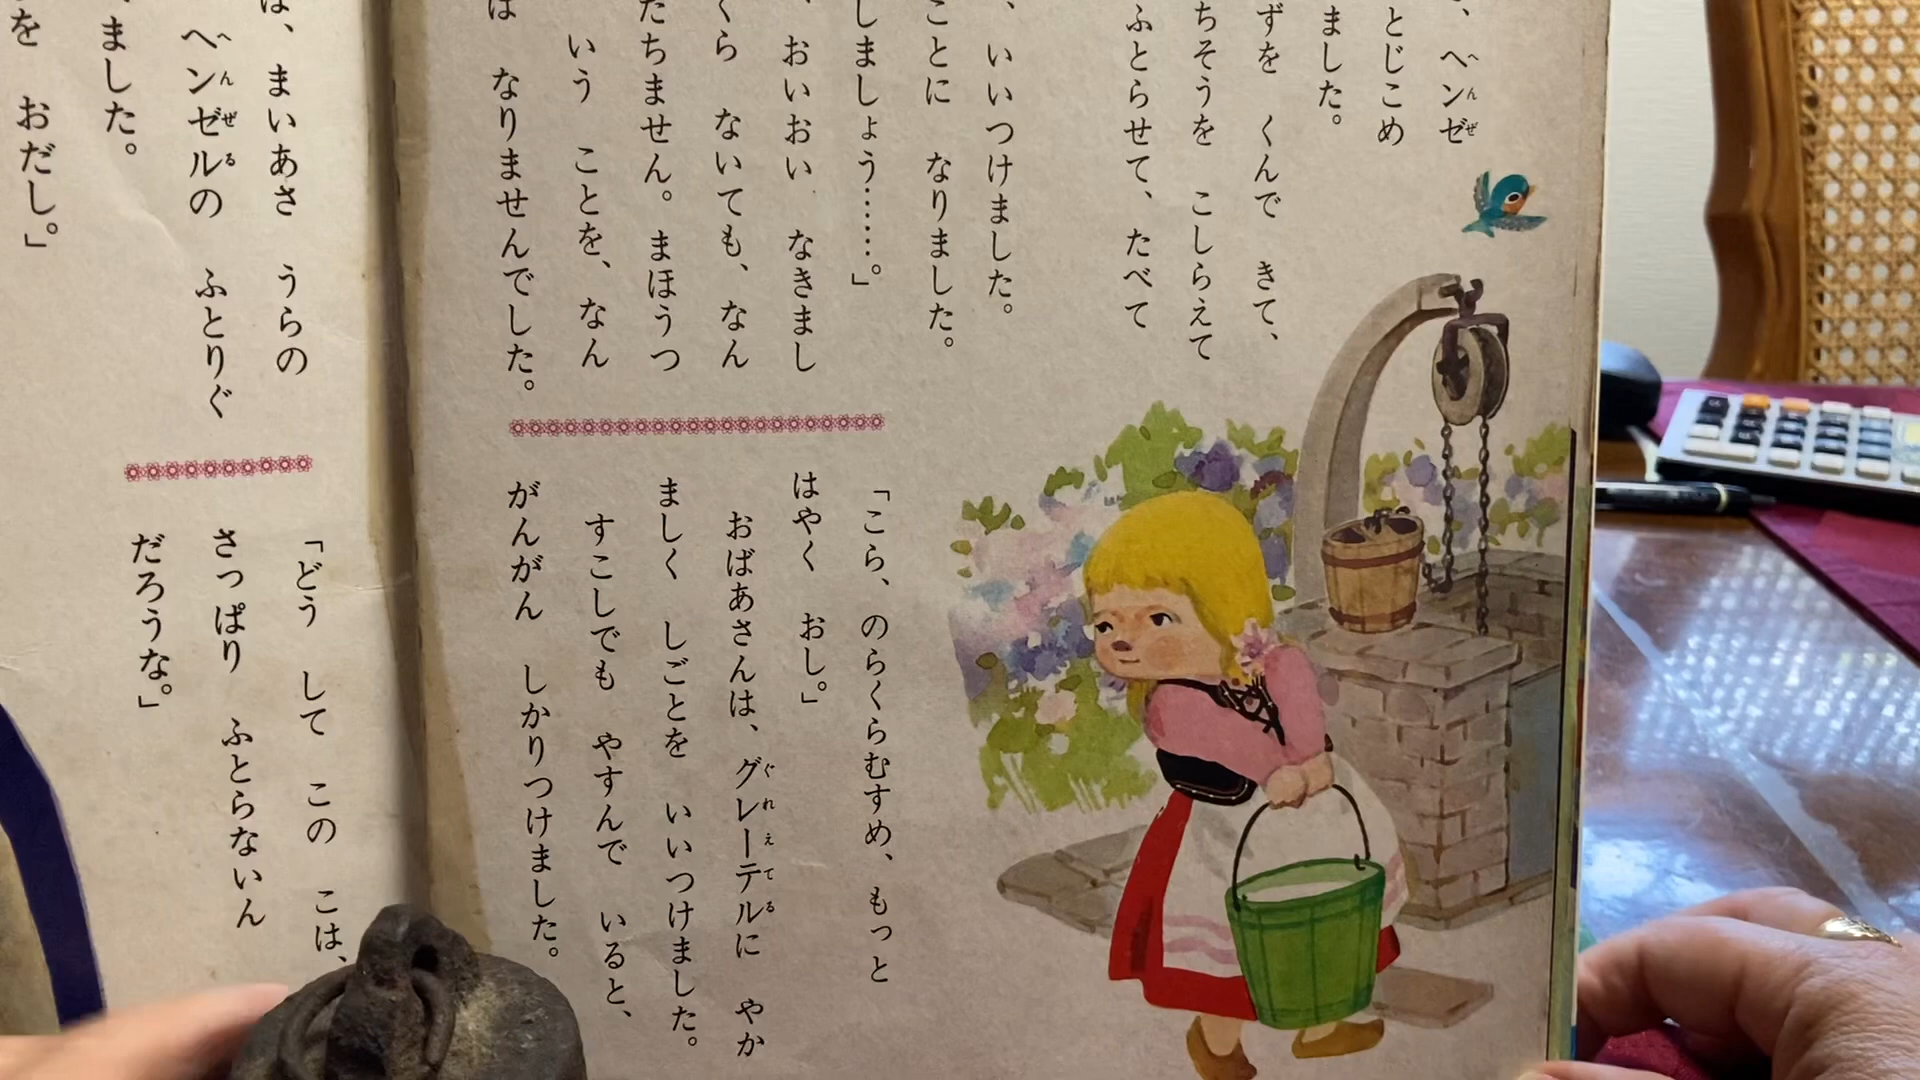 、ヘンゼ
とじこめ
ました。
ずを くんで きて、
ちそうを こしらえて
ふとらせて、たべて
、いいつけました。
ことに なりました。
しましょう……。」
、おいおい なきまし
くら ないても、なん
たちません。まほうつ
いう ことを、なん
は なりませんでした。
「こら、のらくらむすめ、もっと
はやく おし。」
おばあさんは、グレーテルに やか
ましく しごとを いいつけました。
すこしでも やすんで いると、
がんがん しかりつけました。
は、まいあさ うらの
ヘンゼルの ふとりぐ
ました。
を おだし。」
「どう して この こは、
さっぱり ふとらないん
だろうな。」